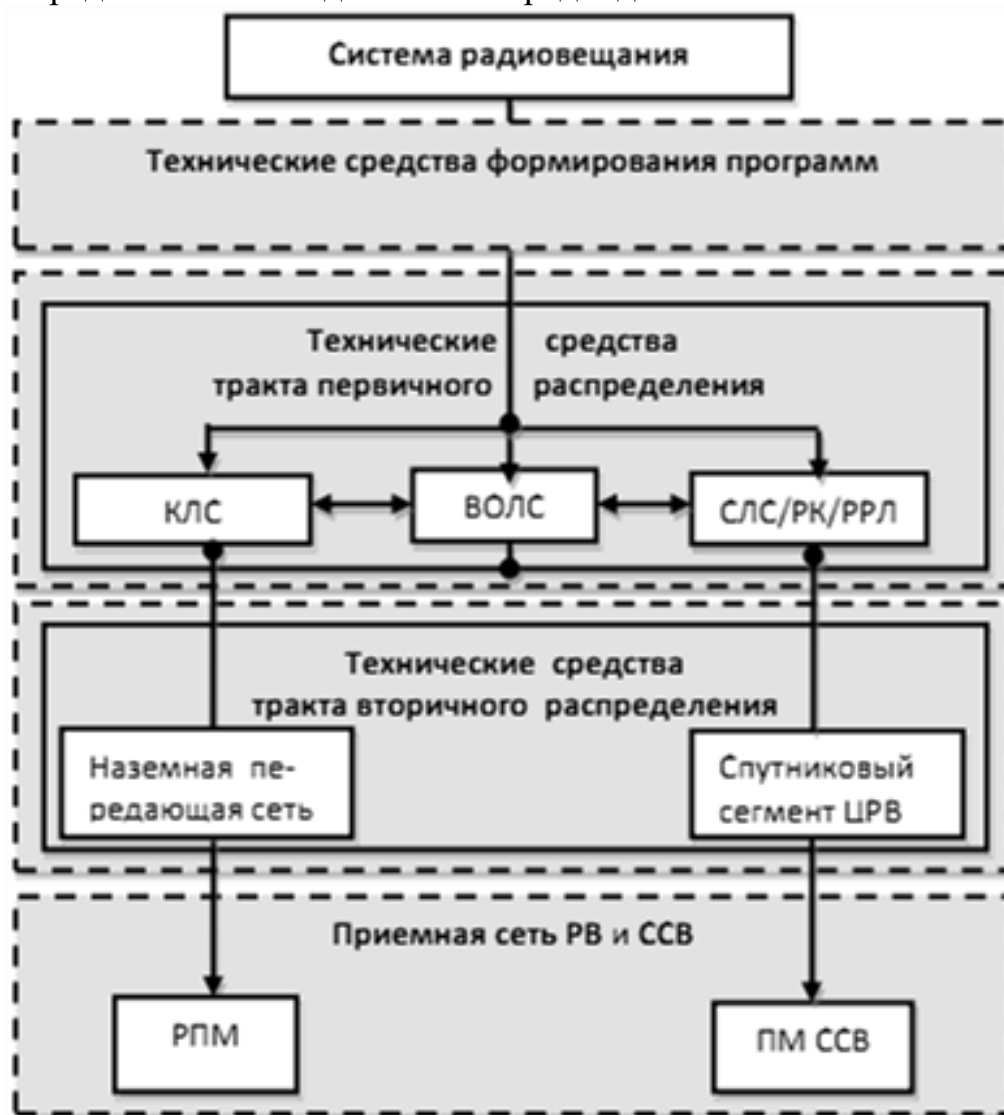 Система радиовещания
Технические средства формирования программ
Технические средства
тракта первичного распределения
КЛС
ВОЛС
СЛС/РК/РРЛ
Технические средства
тракта вторичного распределения
Наземная пе-
редающая сеть
Спутниковый
сегмент ЦРВ
Приемная сеть РВ и ССВ
РПМ
ПМ ССВ